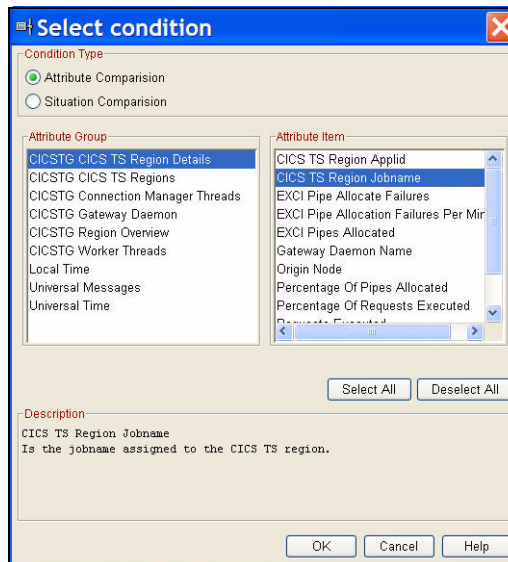 Select condition
Condition Type
Attribute Comparision
Situation Comparision
Attribute Group
CICSTG CICS TS Region Details
CICSTG CICS TS Regions
CICSTG Connection Manager Threads
CICSTG Gateway Daemon
CICSTG Region Overview
CICSTG Worker Threads
Local Time
Universal Messages
Universal Time
Attribute Item
CICS TS Region Applid
CICS TS Region Jobname
EXCI Pipe Allocate Failures
EXCI Pipe Allocation Failures Per Mir
EXCI Pipes Allocated
Gateway Daemon Name
Origin Node
Percentage Of Pipes Allocated
Percentage Of Requests Executed
Requests Executed
Select All
Deselect All
Description
CICS TS Region Jobname
Is the jobname assigned to the CICS TS region.
OK
Cancel
Help